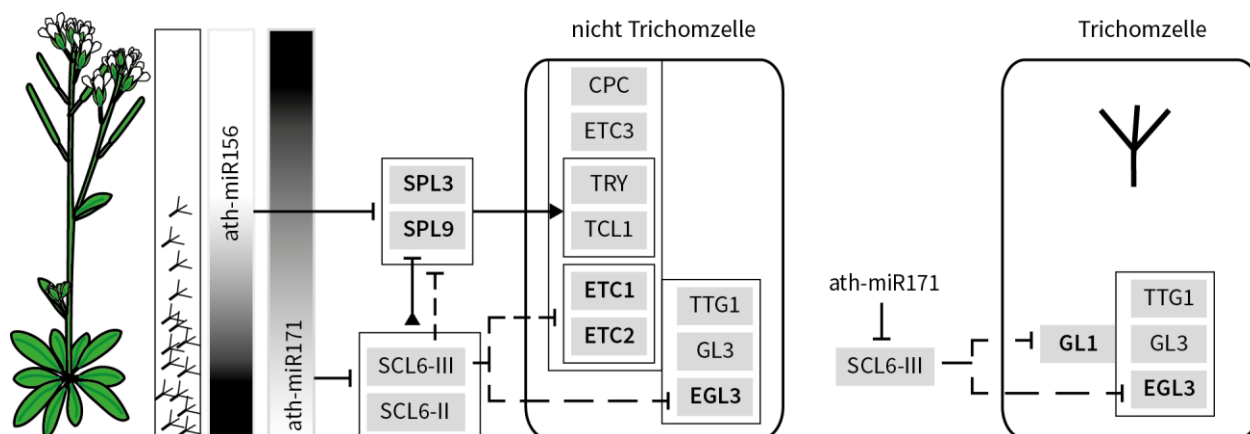 nicht Trichomzelle
Trichomzelle
ath-miR156
ath-miR171
SPL3
SPL9
CPC
ETC3
TRY
TCL1
ETC1
ETC2
TTG1
GL3
EGL3
SCL6-III
SCL6-II
ath-miR171
SCL6-III
GL1
TTG1
GL3
EGL3